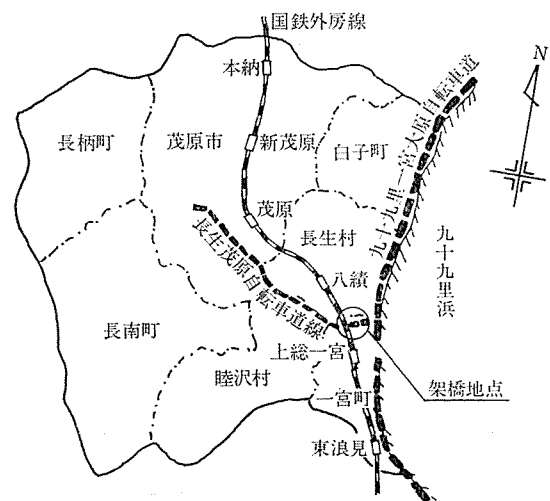 国鉄外房線
本納
長柄町
茂原市
新茂原
白子町
九十九里一宮大原自転車道
N
茂原
長生村
九十九里浜
長生茂原自転車道線
八績
長南町
上総一宮
睦沢村
一宮町
架橋地点
東浪見